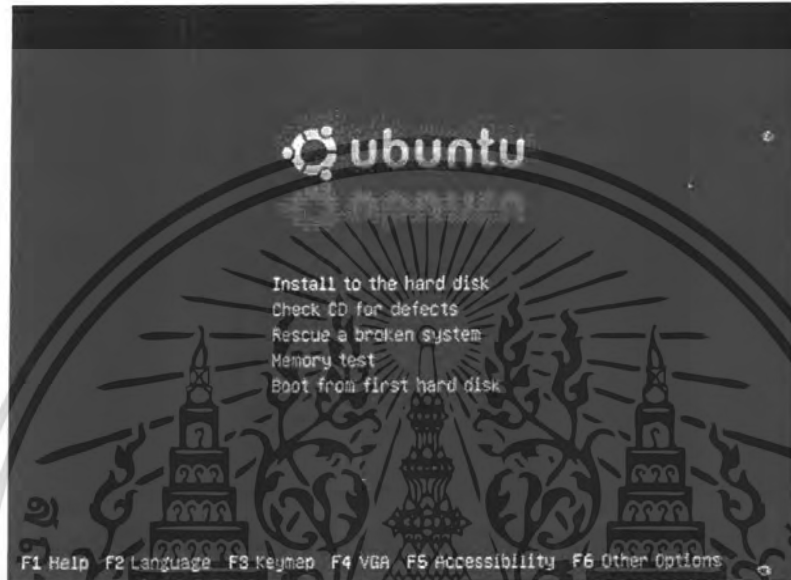 ubuntu
Install to the hard disk
Check CD for defects
Rescue a broken system
Memory test
Boot from first hard disk
F1 Help F2 Language F3 Keymap F4 VGA F5 Accessibility F6 Other Options